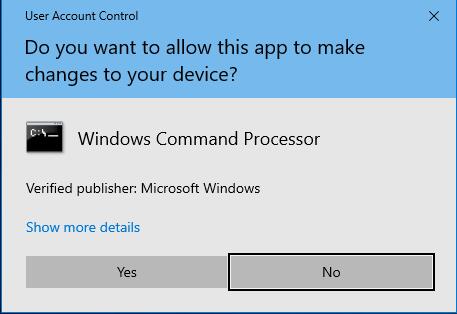 User Account Control
Do you want to allow this app to make
changes to your device?
C:\
Windows Command Processor
Verified publisher: Microsoft Windows
Show more details
Yes
No